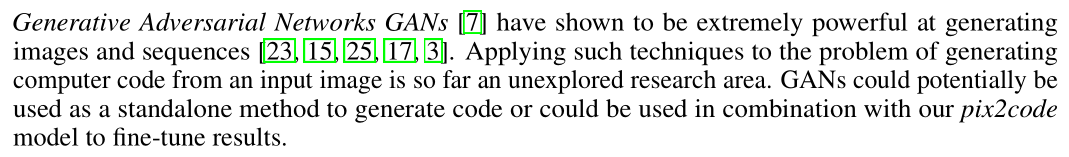 Generative Adversarial Networks GANs [7] have shown to be extremely powerful at generating
images and sequences [23, 15, 25, 17, 3]. Applying such techniques to the problem of generating
computer code from an input image is so far an unexplored research area. GANs could potentially be
used as a standalone method to generate code or could be used in combination with our pix2code
model to fine-tune results.